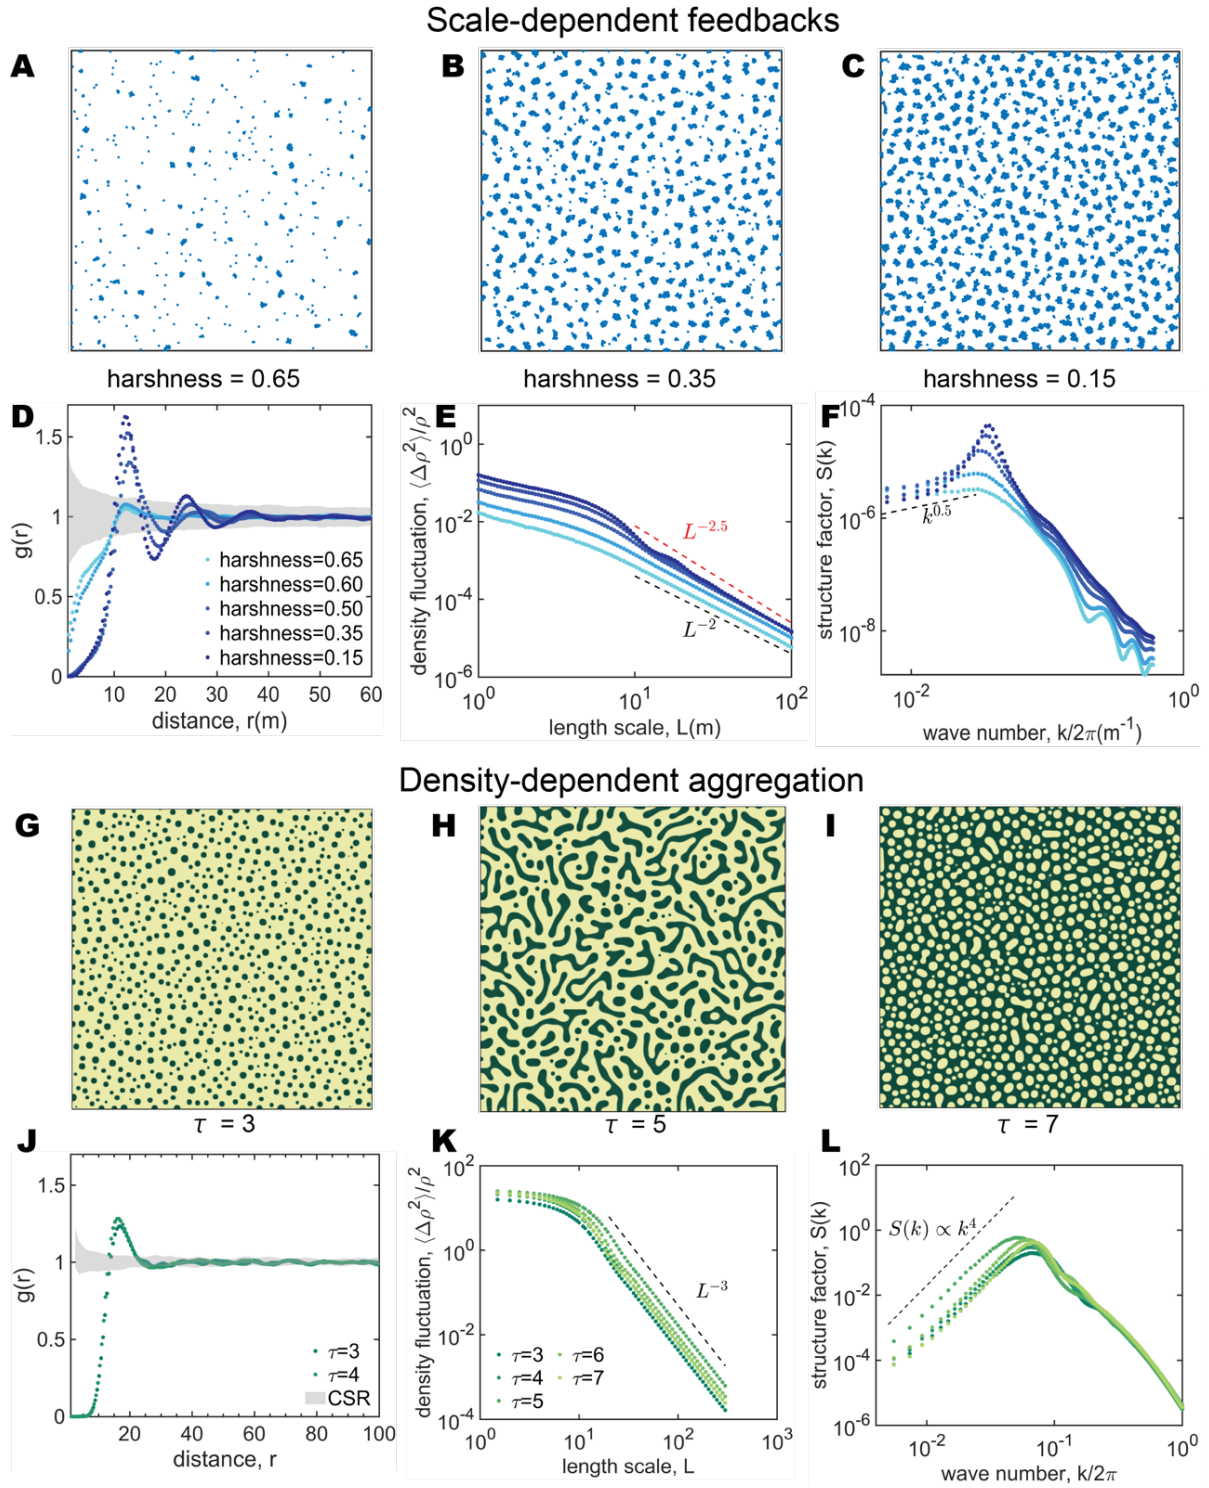 Scale-dependent feedbacks
A
B
C
harshness = 0.65
harshness = 0.35
harshness = 0.15
D
g(r)
1.5
1
0.5
0
10 20 30 40 50 60
distance, r(m)
harshness=0.65
harshness=0.60
harshness=0.50
harshness=0.35
harshness=0.15
E
density fluctuation, ⟨Δρ²⟩/ρ²
10⁰
10⁻²
10⁻⁴
10⁻⁶
10⁰ 10¹ 10²
length scale, L(m)
L⁻²·⁵
L⁻²
F
structure factor, S(k)
10⁻⁴
10⁻⁶
10⁻⁸
10⁻² 10⁰
wave number, k/2π(m⁻¹)
k⁰·⁵
Density-dependent aggregation
G
H
I
τ = 3
τ = 5
τ = 7
J
g(r)
1.5
1
0.5
0
20 40 60 80 100
distance, r
τ=3
τ=4
CSR
K
density fluctuation, ⟨Δρ²⟩/ρ²
10²
10⁰
10⁻²
10⁻⁴
10⁰ 10¹ 10² 10³
length scale, L
L⁻³
τ=3 τ=6
τ=4 τ=7
τ=5
L
structure factor, S(k)
10²
10⁰
10⁻²
10⁻⁴
10⁻⁶
10⁻² 10⁻¹ 10⁰
wave number, k/2π
S(k) ∝ k⁴